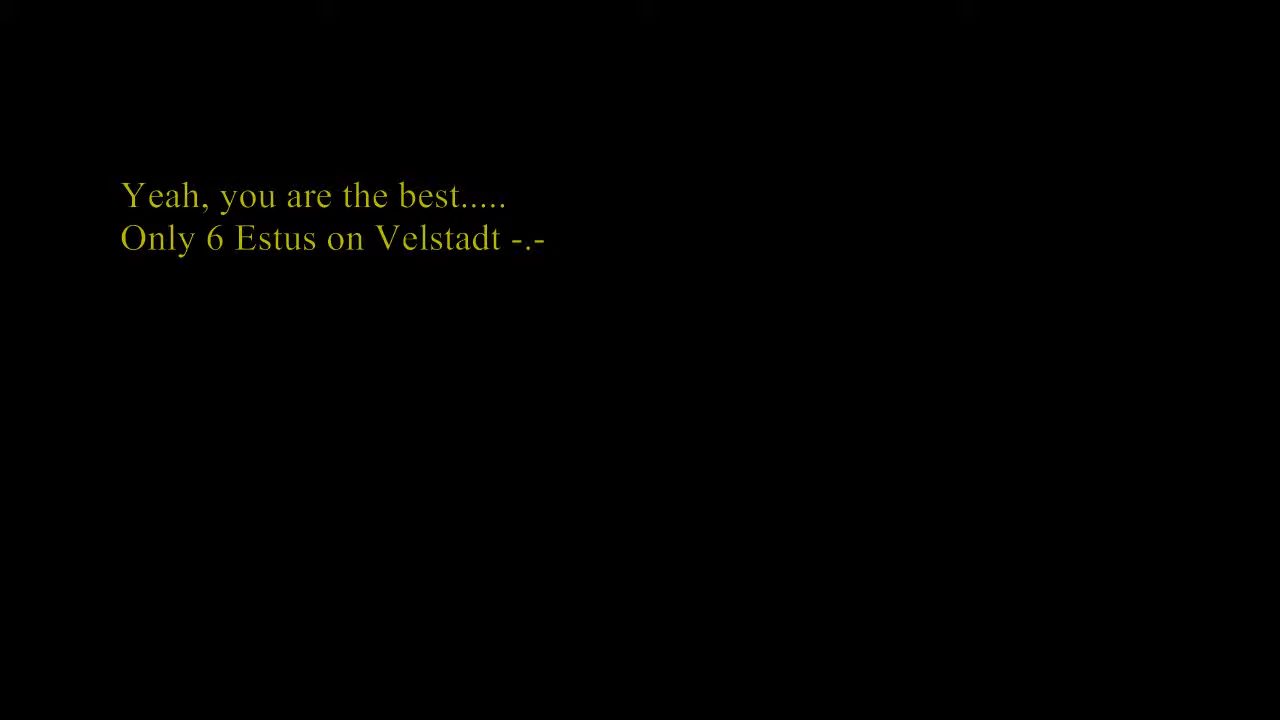 Yeah, you are the best.....
Only 6 Estus on Velstadt -.-